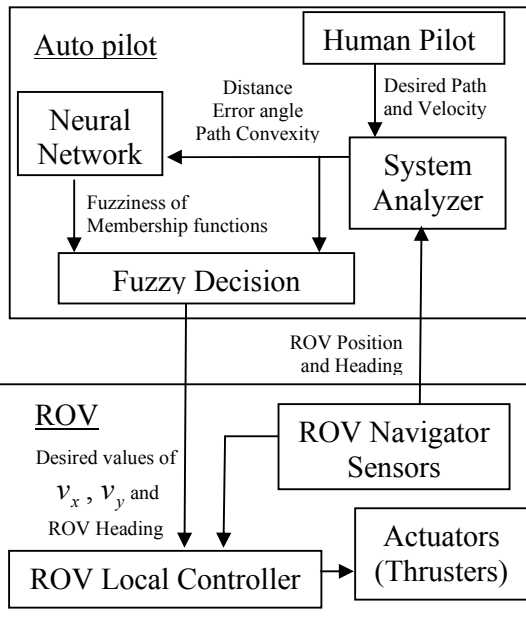 Auto pilot
Human Pilot
Desired Path
and Velocity
Distance
Error angle
Path Convexity
Neural
Network
System
Analyzer
Fuzziness of
Membership functions
Fuzzy Decision
ROV Position
and Heading
ROV
ROV Navigator
Sensors
Desired values of
v_x , v_y and
ROV Heading
Actuators
(Thrusters)
ROV Local Controller